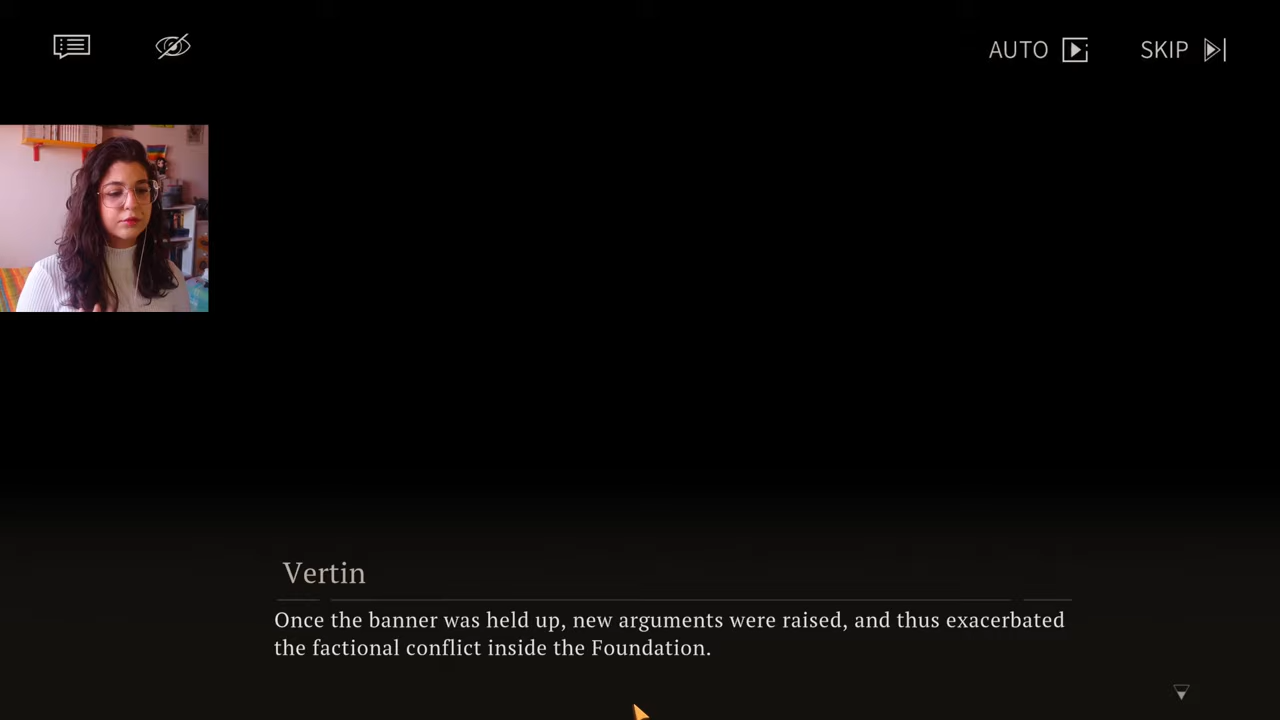 AUTO
SKIP
Vertin
Once the banner was held up, new arguments were raised, and thus exacerbated
the factional conflict inside the Foundation.